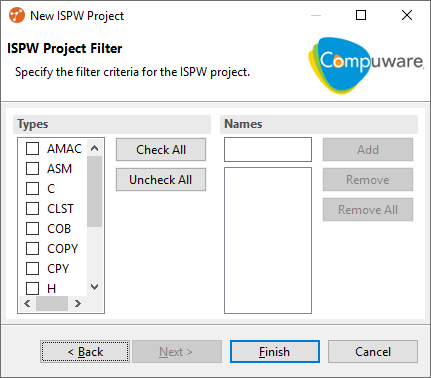 New ISPW Project
ISPW Project Filter
Specify the filter criteria for the ISPW project.
Compuware
Types
AMAC
ASM
C
CLST
COB
COPY
CPY
H
Check All
Uncheck All
Names
Add
Remove
Remove All
< Back
Next >
Finish
Cancel